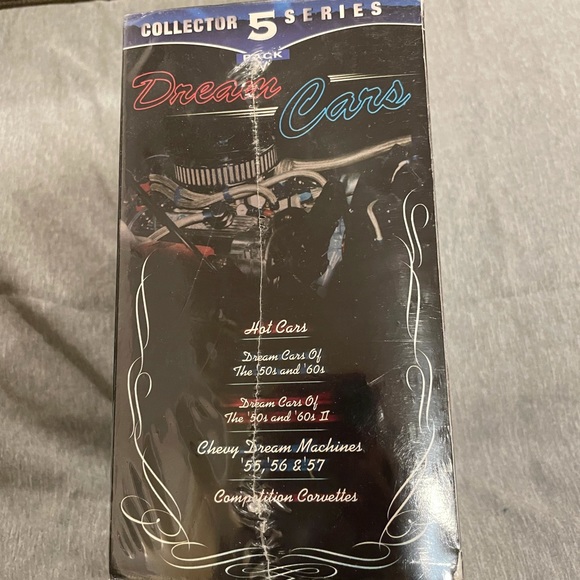 COLLECTOR 5 SERIES
PACK
Dream Cars
Hot Cars
Dream Cars Of
The '50s and '60s
Dream Cars Of
The '50s and '60s II
Chevy Dream Machines
'55, '56 & '57
Competition Corvettes